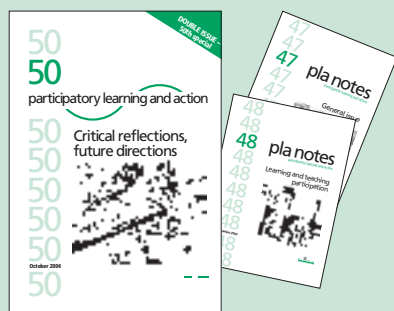 DOUBLE ISSUE –
50th special
50
50
participatory learning and action
50
Critical reflections,
future directions
50
50
50
50
50
October 2004
50
47
47
47
47
47
pla notes
General issue
48
48
48
48
48
48
48
48
48
pla notes
Learning and teaching
participation